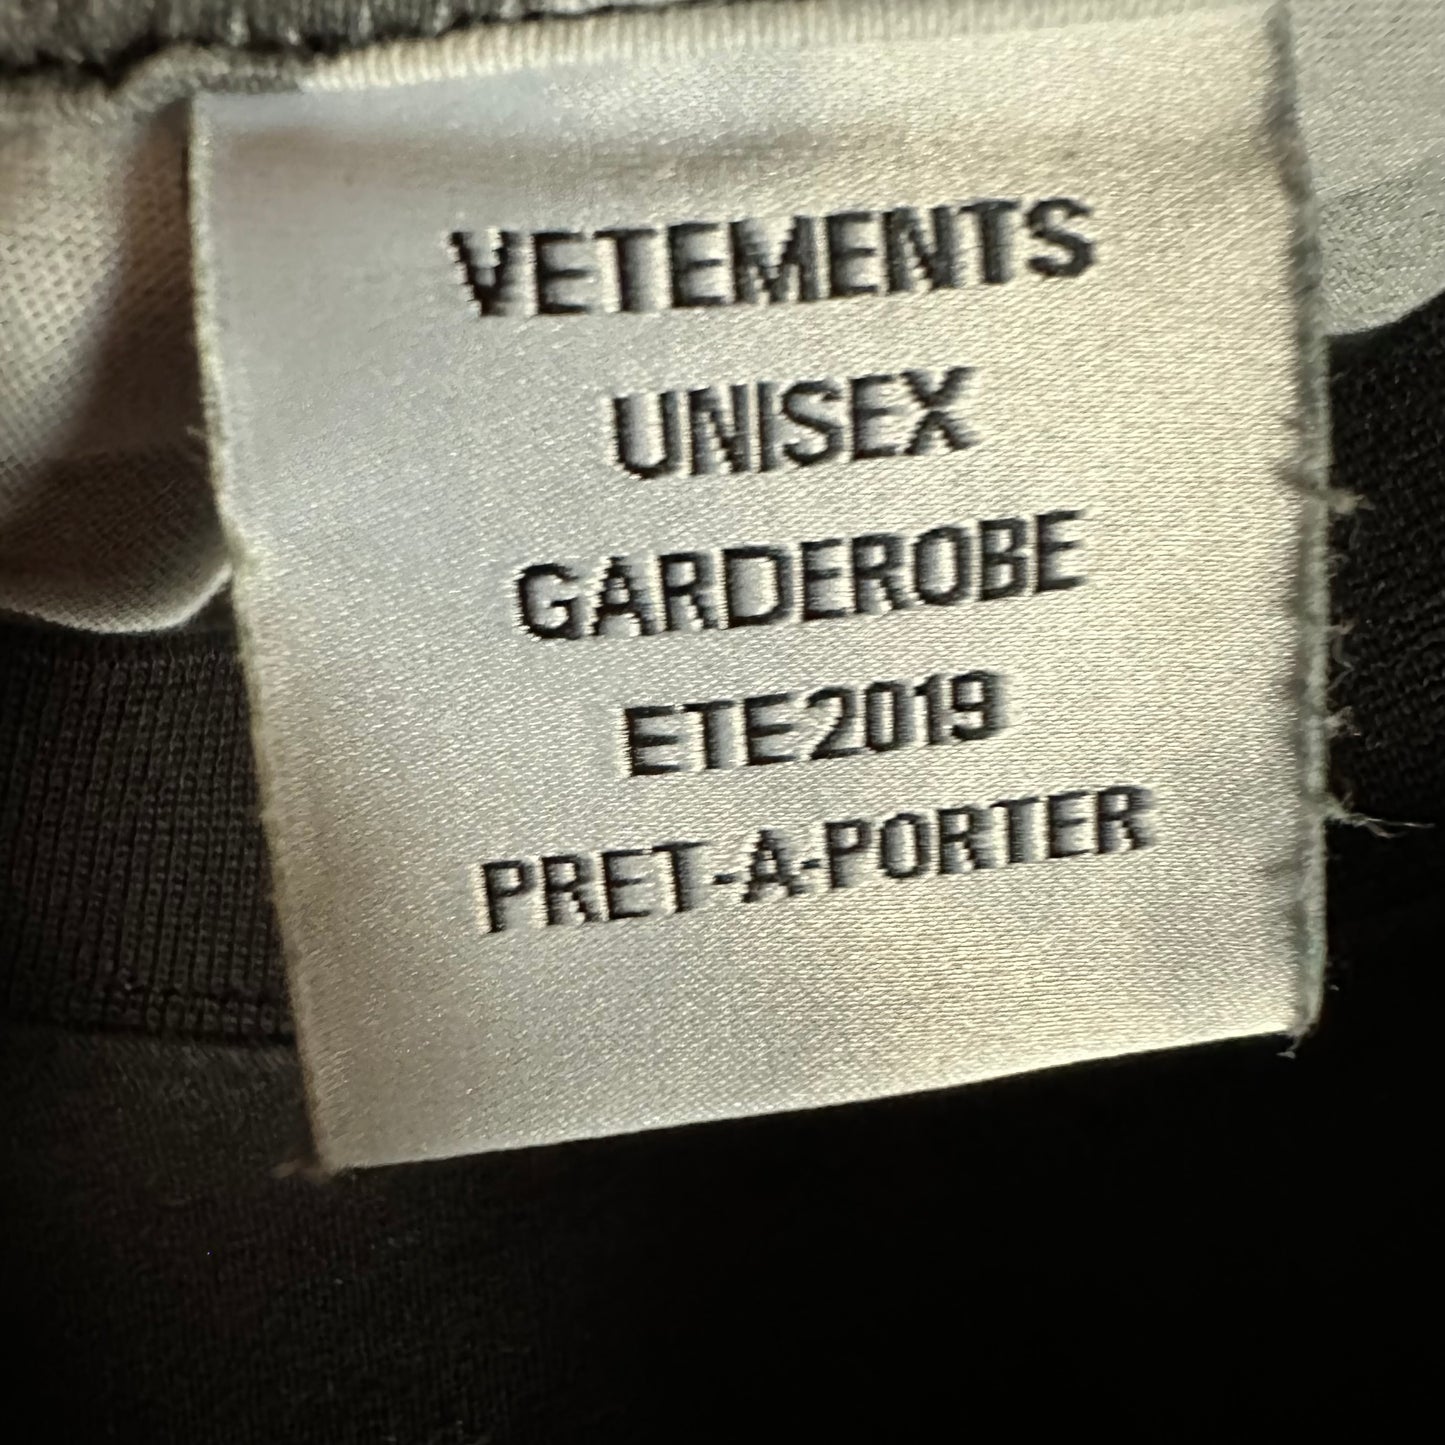 VETEMENTS
UNISEX
GARDEROBE
ETE2019
PRET-A-PORTER